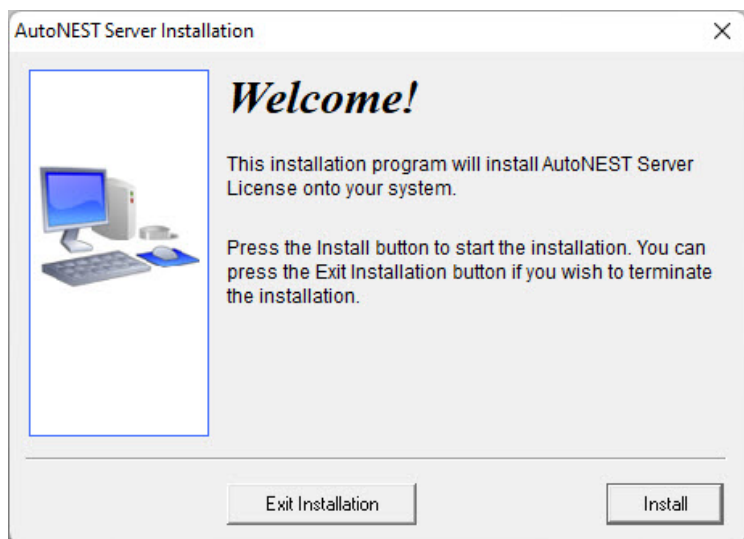 AutoNEST Server Installation
Welcome!
This installation program will install AutoNEST Server
License onto your system.
Press the Install button to start the installation. You can
press the Exit Installation button if you wish to terminate
the installation.
Exit Installation
Install